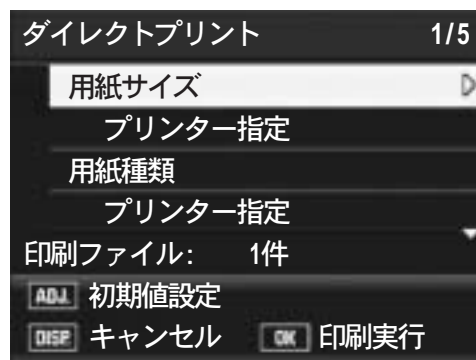 ダイレクトプリント 1/5
用紙サイズ
プリンター指定
用紙種類
プリンター指定
印刷ファイル: 1件
ADJ. 初期値設定
DISP キャンセル OK 印刷実行